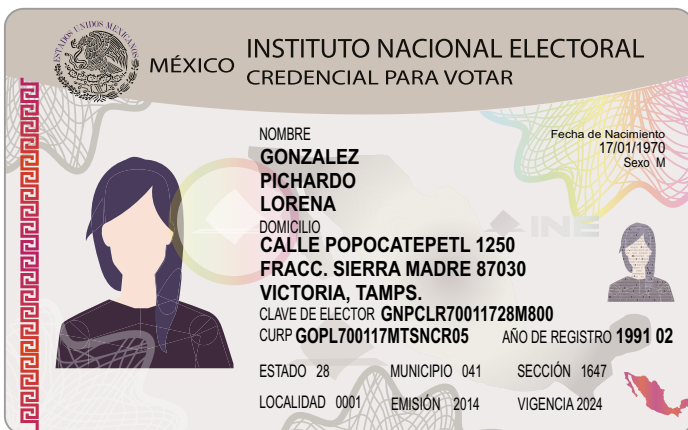 ESTADOS UNIDOS MEXICANOS
MÉXICO INSTITUTO NACIONAL ELECTORAL
CREDENCIAL PARA VOTAR
NOMBRE
Fecha de Nacimiento
17/01/1970
Sexo M
GONZALEZ
PICHARDO
LORENA
DOMICILIO
CALLE POPOCATEPETL 1250
FRACC. SIERRA MADRE 87030
VICTORIA, TAMPS.
INE
CLAVE DE ELECTOR GNPCLR70011728M800
CURP GOPL700117MTSNCR05 AÑO DE REGISTRO 1991 02
ESTADO 28 MUNICIPIO 041 SECCIÓN 1647
LOCALIDAD 0001 EMISIÓN 2014 VIGENCIA 2024